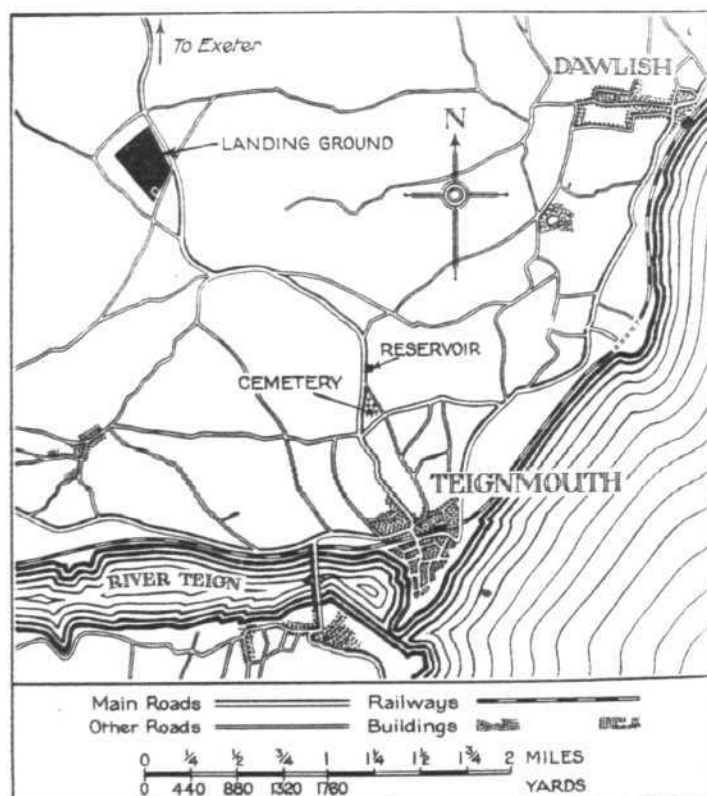 To Exeter
DAWLISH
LANDING GROUND
N
RESERVOIR
CEMETERY
TEIGNMOUTH
RIVER TEIGN
Main Roads Railways
Other Roads Buildings
0 ¼ ½ ¾ 1 1¼ 1½ 1¾ 2 MILES
0 440 880 1320 1760 YARDS